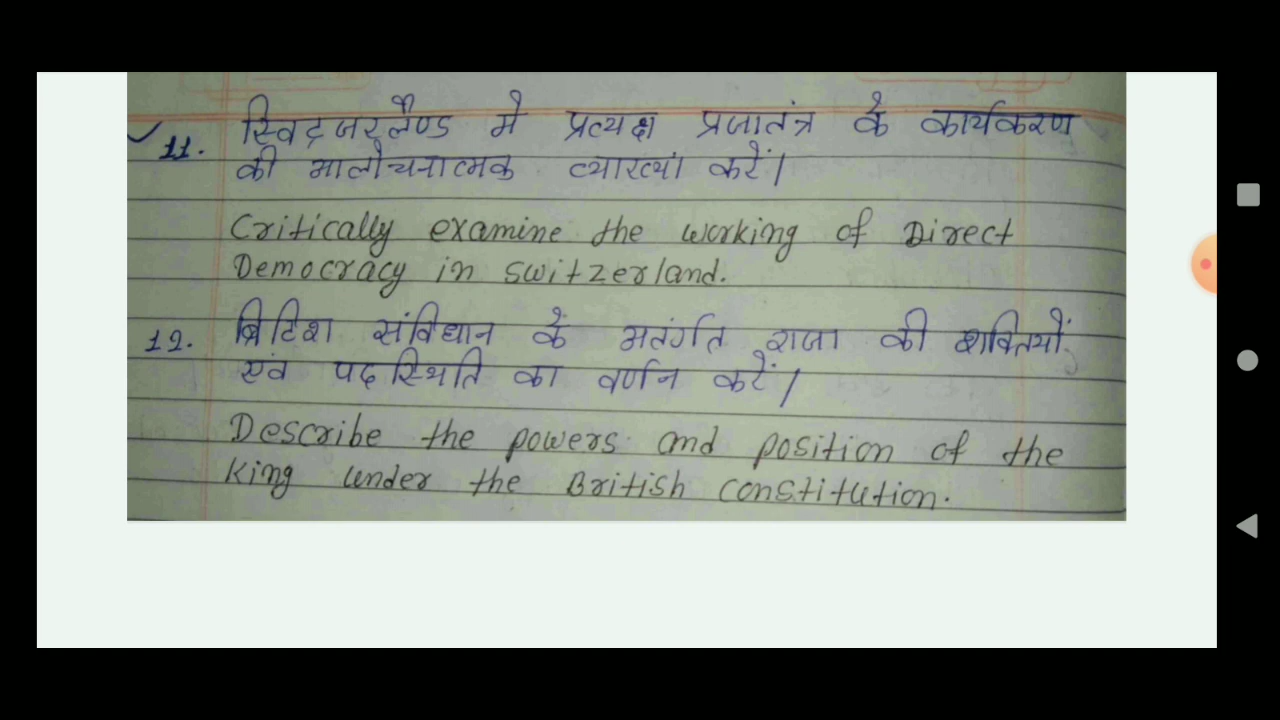 11. स्विट्जरलैण्ड मे प्रत्यक्ष प्रजातंत्र के कार्यकरण
की आलोचनात्मक व्याख्या करें।
Critically examine the working of Direct
Democracy in switzerland.
12. ब्रिटिश संविधान के अतंर्गत राजा की शक्तियों
एवं पदस्थिति का वर्णन करें।
Describe the powers and position of the
King under the British constitution.